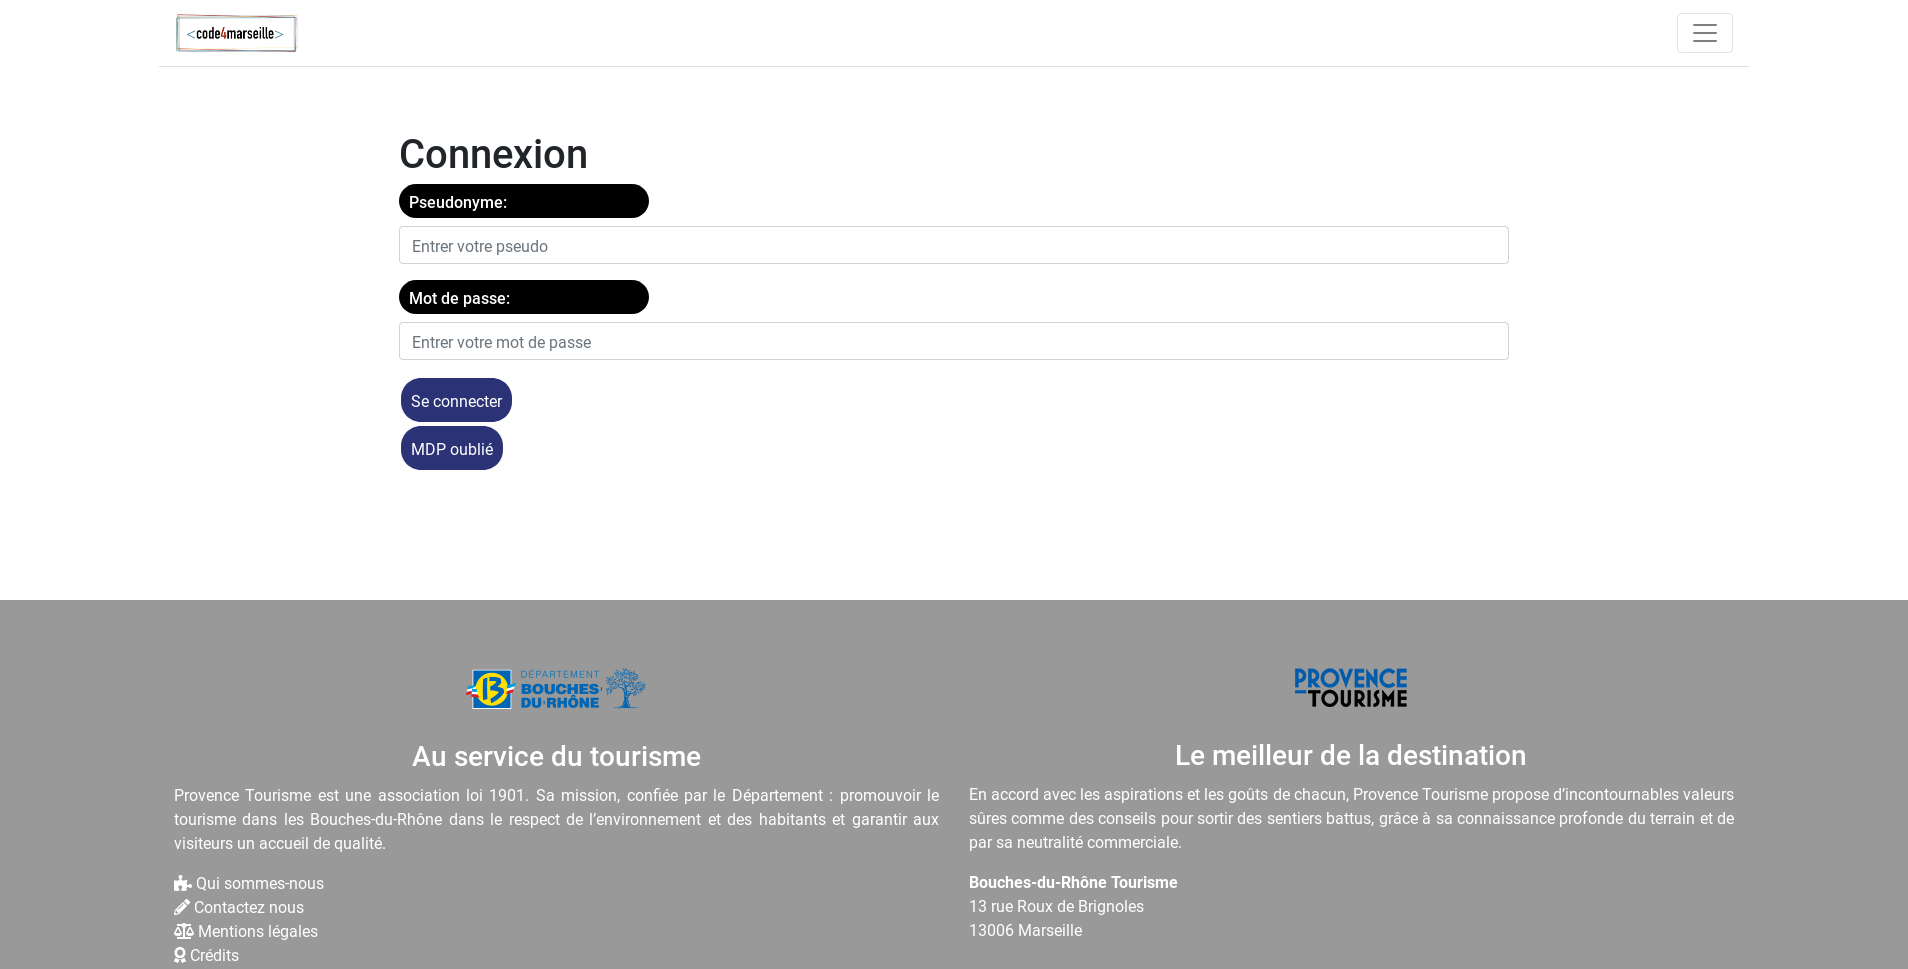 <code4marseille>
Connexion
Pseudonyme:
Entrer votre pseudo
Mot de passe:
Entrer votre mot de passe
Se connecter
MDP oublié
DÉPARTEMENT
BOUCHES
DU·RHÔNE
Au service du tourisme
Provence Tourisme est une association loi 1901. Sa mission, confiée par le Département : promouvoir le
tourisme dans les Bouches-du-Rhône dans le respect de l’environnement et des habitants et garantir aux
visiteurs un accueil de qualité.
Qui sommes-nous
Contactez nous
Mentions légales
Crédits
PROVENCE
TOURISME
Le meilleur de la destination
En accord avec les aspirations et les goûts de chacun, Provence Tourisme propose d’incontournables valeurs
sûres comme des conseils pour sortir des sentiers battus, grâce à sa connaissance profonde du terrain et de
par sa neutralité commerciale.
Bouches-du-Rhône Tourisme
13 rue Roux de Brignoles
13006 Marseille